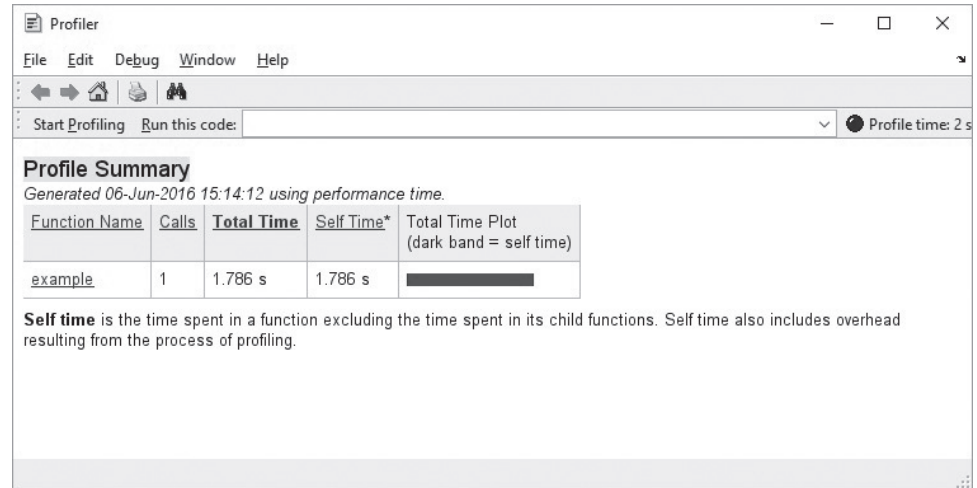 Profiler
File Edit Debug Window Help
Start Profiling Run this code: Profile time: 2 s
Profile Summary
Generated 06-Jun-2016 15:14:12 using performance time.
Function Name Calls Total Time Self Time* Total Time Plot
(dark band = self time)
example 1 1.786 s 1.786 s
Self time is the time spent in a function excluding the time spent in its child functions. Self time also includes overhead
resulting from the process of profiling.